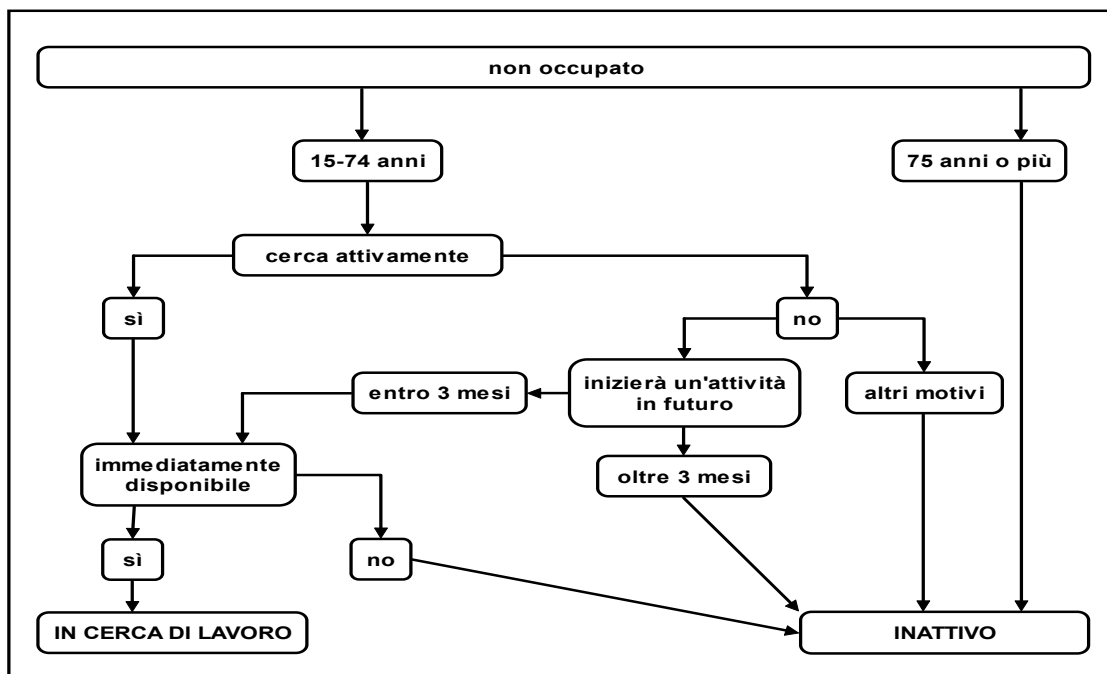 non occupato
15-74 anni
75 anni o più
cerca attivamente
sì
no
entro 3 mesi
inizierà un'attività
in futuro
altri motivi
immediatamente
disponibile
oltre 3 mesi
sì
no
IN CERCA DI LAVORO
INATTIVO